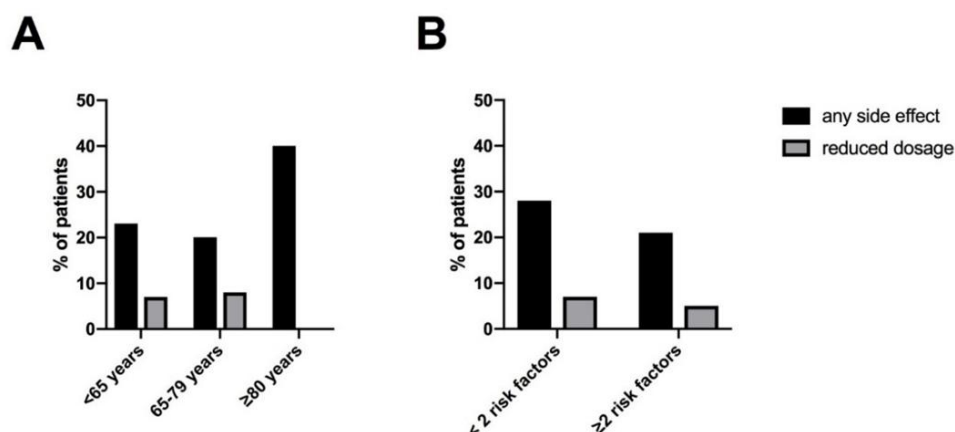 A
B
% of patients
50
40
30
20
10
0
<65 years
65-79 years
≥80 years
% of patients
50
40
30
20
10
0
< 2 risk factors
≥2 risk factors
any side effect
reduced dosage